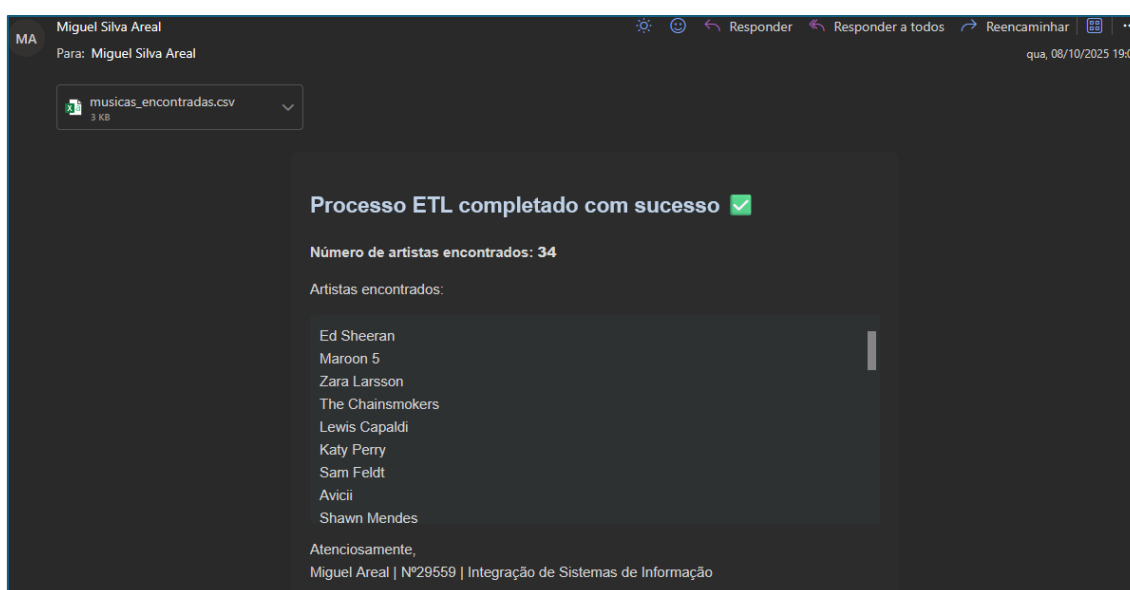 MA
Miguel Silva Areal
Responder Responder a todos Reencaminhar
Para: Miguel Silva Areal
qua, 08/10/2025
musicas_encontradas.csv
3 KB
Processo ETL completado com sucesso ✅
Número de artistas encontrados: 34
Artistas encontrados:
Ed Sheeran
Maroon 5
Zara Larsson
The Chainsmokers
Lewis Capaldi
Katy Perry
Sam Feldt
Avicii
Shawn Mendes
Atenciosamente,
Miguel Areal | Nº29559 | Integração de Sistemas de Informação